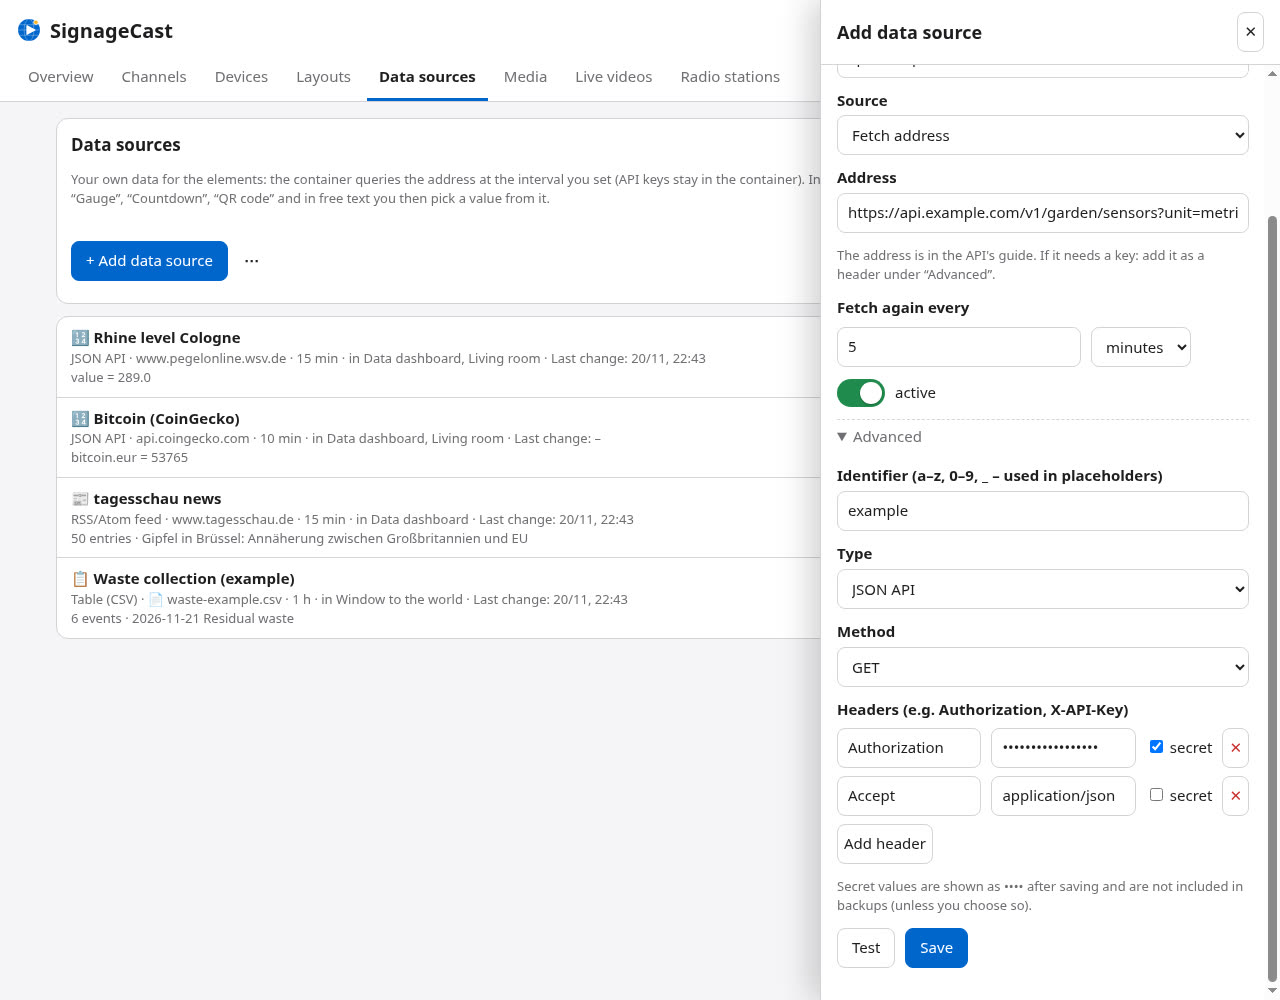 SignageCast
Overview Channels Devices Layouts Data sources Media Live videos Radio stations
Data sources
Your own data for the elements: the container queries the address at the interval you set (API keys stay in the container). In
“Gauge”, “Countdown”, “QR code” and in free text you then pick a value from it.
+ Add data source ⋯
Rhine level Cologne
JSON API · www.pegelonline.wsv.de · 15 min · in Data dashboard, Living room · Last change: 20/11, 22:43
value = 289.0
Bitcoin (CoinGecko)
JSON API · api.coingecko.com · 10 min · in Data dashboard, Living room · Last change: –
bitcoin.eur = 53765
tagesschau news
RSS/Atom feed · www.tagesschau.de · 15 min · in Data dashboard · Last change: 20/11, 22:43
50 entries · Gipfel in Brüssel: Annäherung zwischen Großbritannien und EU
Waste collection (example)
Table (CSV) · 📄 waste-example.csv · 1 h · in Window to the world · Last change: 20/11, 22:43
6 events · 2026-11-21 Residual waste
Add data source ✕
Source
Fetch address
Address
https://api.example.com/v1/garden/sensors?unit=metri
The address is in the API's guide. If it needs a key: add it as a
header under “Advanced”.
Fetch again every
5 minutes
active
▼ Advanced
Identifier (a–z, 0–9, _ – used in placeholders)
example
Type
JSON API
Method
GET
Headers (e.g. Authorization, X-API-Key)
Authorization ••••••••••••••••• secret ✕
Accept application/json secret ✕
Add header
Secret values are shown as •••• after saving and are not included in
backups (unless you choose so).
Test Save